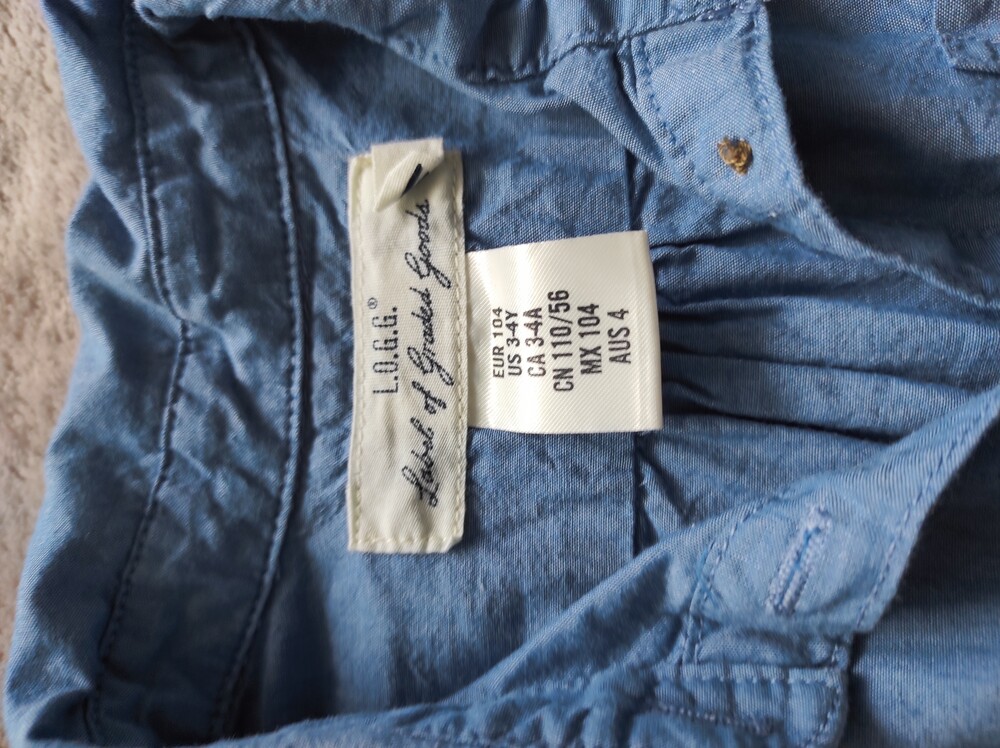 L.O.G.G.®
Label of Graded Goods
EUR 104
US 3-4Y
CA 3-4A
CN 110/56
MX 104
AUS 4